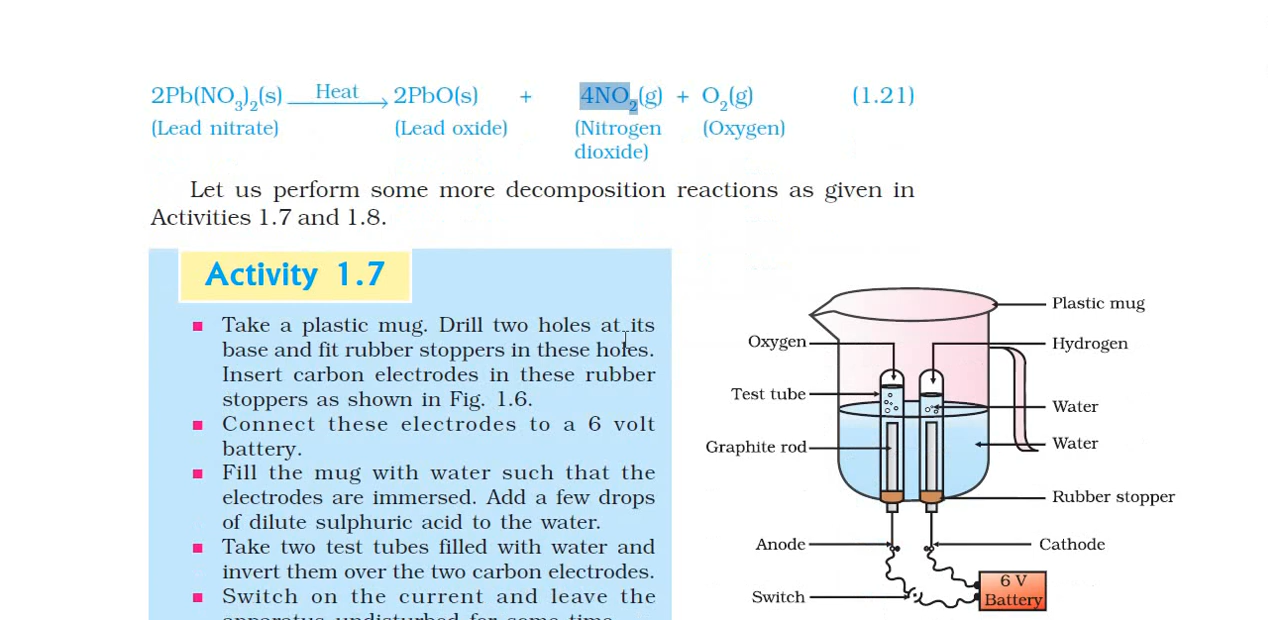 2Pb(NO₃)₂(s) Heat → 2PbO(s) + 4NO₂(g) + O₂(g) (1.21)
(Lead nitrate) (Lead oxide) (Nitrogen (Oxygen)
dioxide)
Let us perform some more decomposition reactions as given in
Activities 1.7 and 1.8.
Activity 1.7
■ Take a plastic mug. Drill two holes at its
base and fit rubber stoppers in these holes.
Insert carbon electrodes in these rubber
stoppers as shown in Fig. 1.6.
■ Connect these electrodes to a 6 volt
battery.
■ Fill the mug with water such that the
electrodes are immersed. Add a few drops
of dilute sulphuric acid to the water.
■ Take two test tubes filled with water and
invert them over the two carbon electrodes.
■ Switch on the current and leave the
apparatus undisturbed for some time.
Plastic mug
Oxygen
Hydrogen
Test tube
Water
Graphite rod
Water
Rubber stopper
Anode
Cathode
Switch
6 V
Battery